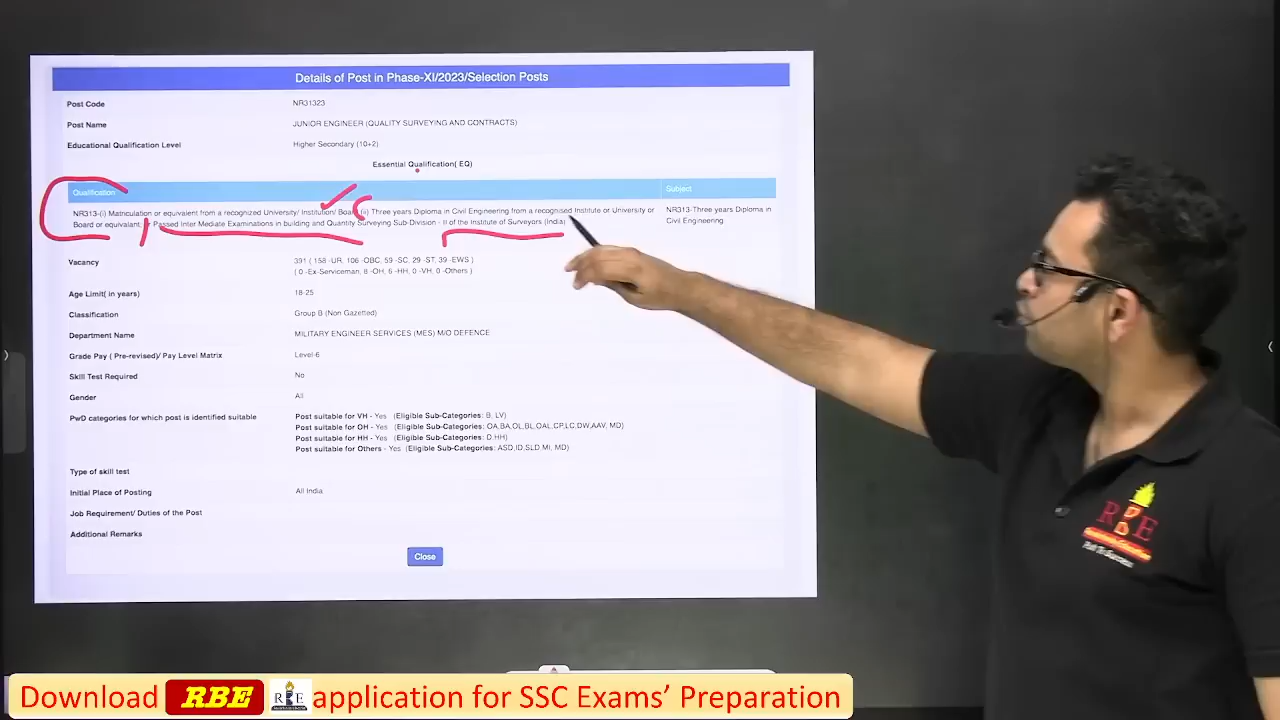 Details of Post in Phase-XI/2023/Selection Posts
Post Code NR31323
Post Name JUNIOR ENGINEER (QUALITY SURVEYING AND CONTRACTS)
Educational Qualification Level Higher Secondary (10+2)
Essential Qualification( EQ)
Qualification Subject
NR313-(i) Matriculation or equivalent from a recognized University/ Institution/ Board (ii) Three years Diploma in Civil Engineering from a recognised Institute or University or NR313-Three years Diploma in
Board or equivalant; or Passed Inter Mediate Examinations in building and Quantity Surveying Sub-Division - II of the Institute of Surveyors (India) Civil Engineering
Vacancy 391 ( 158 -UR, 106 -OBC, 59 -SC, 29 -ST, 39 -EWS )
( 0 -Ex-Serviceman, 8 -OH, 6 -HH, 0 -VH, 0 -Others )
Age Limit( in years) 18-25
Classification Group B (Non Gazetted)
Department Name MILITARY ENGINEER SERVICES (MES) M/O DEFENCE
Grade Pay ( Pre-revised)/ Pay Level Matrix Level-6
Skill Test Required No
Gender All
PwD categories for which post is identified suitable Post suitable for VH - Yes (Eligible Sub-Categories: B, LV)
Post suitable for OH - Yes (Eligible Sub-Categories: OA,BA,OL,BL,OAL,CP,LC,DW,AAV, MD)
Post suitable for HH - Yes (Eligible Sub-Categories: D,HH)
Post suitable for Others - Yes (Eligible Sub-Categories: ASD,ID,SLD,MI, MD)
Type of skill test
Initial Place of Posting All India
Job Requirement/ Duties of the Post
Additional Remarks
Close
RBE
Download RBE RBE application for SSC Exams' Preparation